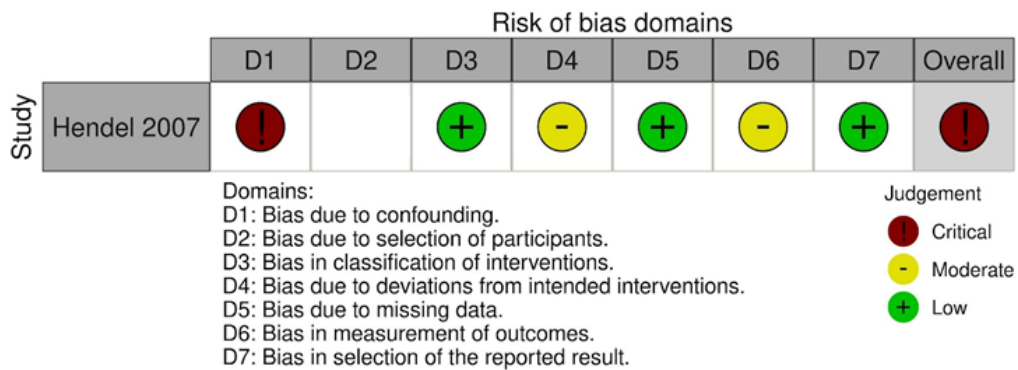 Risk of bias domains
D1 D2 D3 D4 D5 D6 D7 Overall
Study
Hendel 2007 ! + - + - + !
Domains:
D1: Bias due to confounding.
D2: Bias due to selection of participants.
D3: Bias in classification of interventions.
D4: Bias due to deviations from intended interventions.
D5: Bias due to missing data.
D6: Bias in measurement of outcomes.
D7: Bias in selection of the reported result.
Judgement
! Critical
- Moderate
+ Low